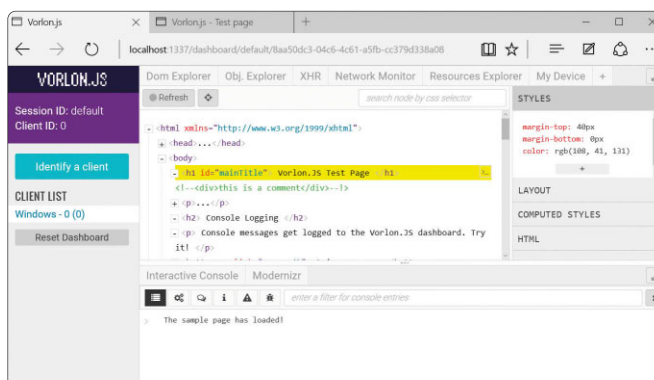 Vorlon.js
Vorlon.js - Test page
localhost:1337/dashboard/default/8aa50dc3-04c6-4c61-a5fb-cc379d338a08
VORLON.JS
Session ID: default
Client ID: 0
Identify a client
CLIENT LIST
Windows - 0 (0)
Reset Dashboard
Dom Explorer Obj. Explorer XHR Network Monitor Resources Explorer My Device +
Refresh
search node by css selector
- <html xmlns="http://www.w3.org/1999/xhtml">
+ <head>...</head>
- <body>
- <h1 id="mainTitle"> Vorlon.JS Test Page </h1>
<!--<div>this is a comment</div>--!>
+ <p>...</p>
- <h2> Console Logging </h2>
- <p> Console messages get logged to the Vorlon.JS dashboard. Try
it! </p>
STYLES
margin-top: 40px
margin-bottom: 0px
color: rgb(108, 41, 131)
+
LAYOUT
COMPUTED STYLES
HTML
Interactive Console Modernizr
enter a filter for console entries
> The sample page has loaded!